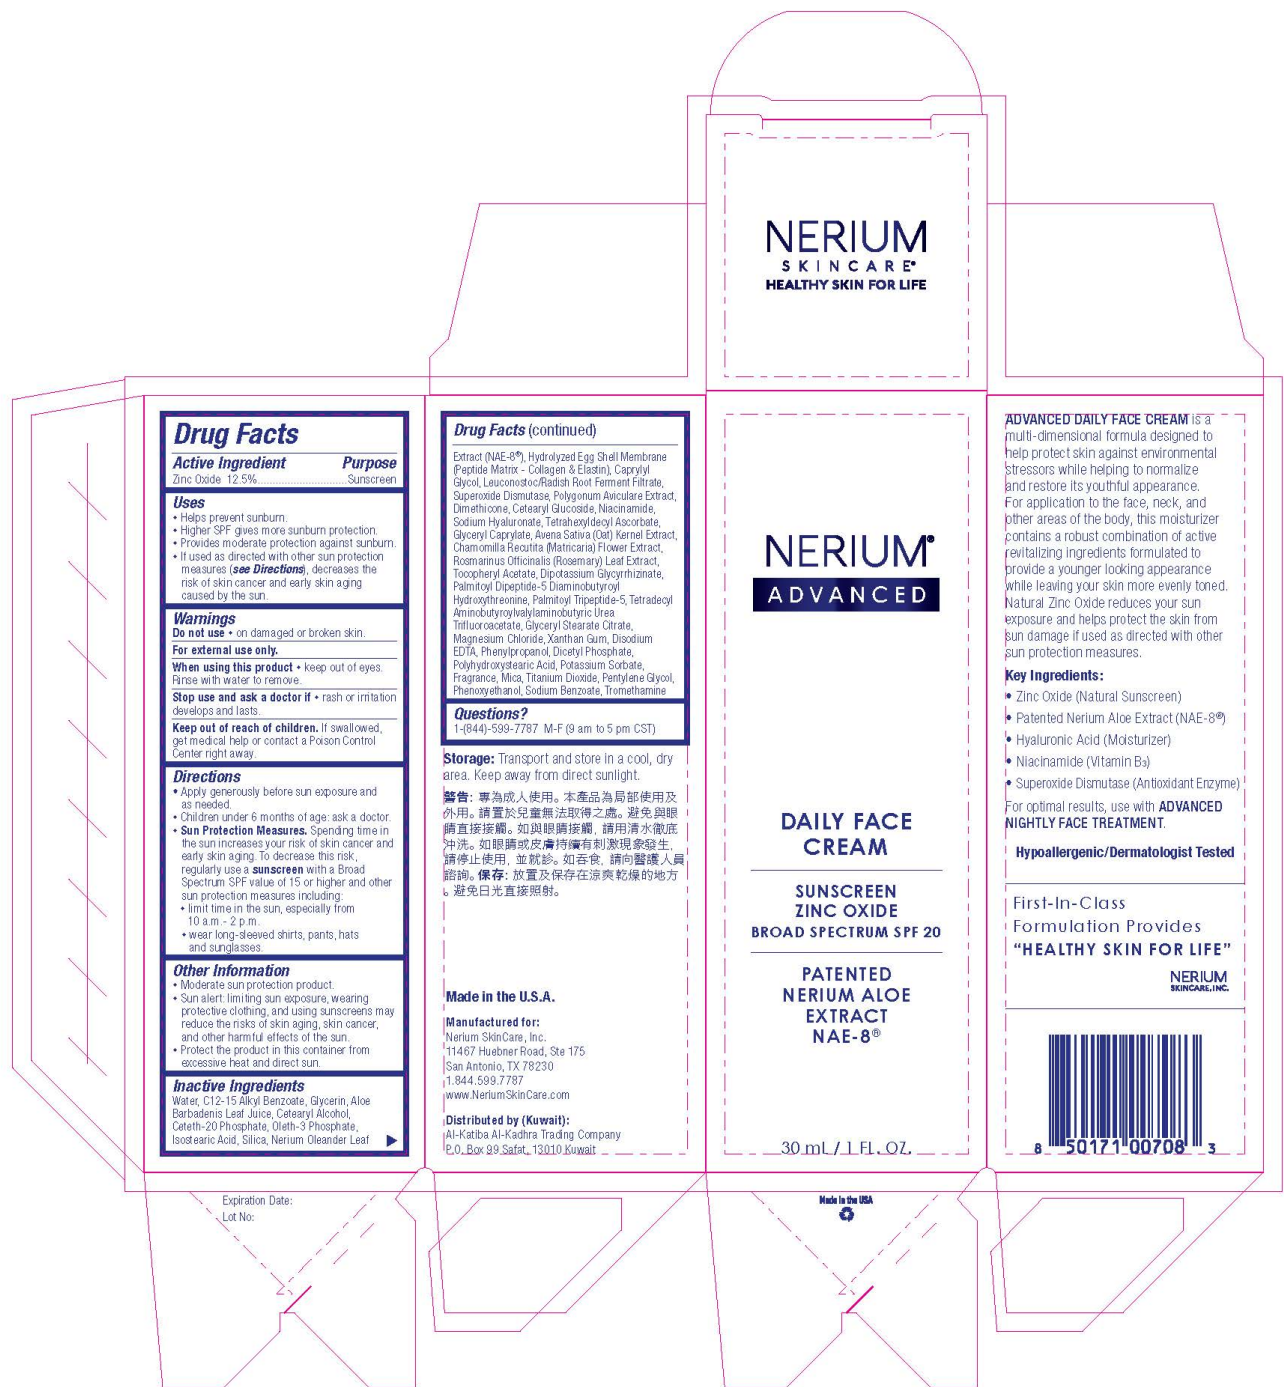 NERIUM
SKINCARE®
HEALTHY SKIN FOR LIFE
Drug Facts
Active Ingredient Purpose
Zinc Oxide 12.5%........................Sunscreen
Uses
• Helps prevent sunburn.
• Higher SPF gives more sunburn protection.
• Provides moderate protection against sunburn.
• If used as directed with other sun protection
measures (see Directions), decreases the
risk of skin cancer and early skin aging
caused by the sun.
Warnings
Do not use • on damaged or broken skin.
For external use only.
When using this product • keep out of eyes.
Rinse with water to remove.
Stop use and ask a doctor if • rash or irritation
develops and lasts.
Keep out of reach of children. If swallowed,
get medical help or contact a Poison Control
Center right away.
Directions
• Apply generously before sun exposure and
as needed.
• Children under 6 months of age: ask a doctor.
• Sun Protection Measures. Spending time in
the sun increases your risk of skin cancer and
early skin aging. To decrease this risk,
regularly use a sunscreen with a Broad
Spectrum SPF value of 15 or higher and other
sun protection measures including:
• limit time in the sun, especially from
10 a.m.- 2 p.m.
• wear long-sleeved shirts, pants, hats
and sunglasses.
Other Information
• Moderate sun protection product.
• Sun alert: limiting sun exposure, wearing
protective clothing, and using sunscreens may
reduce the risks of skin aging, skin cancer,
and other harmful effects of the sun.
• Protect the product in this container from
excessive heat and direct sun.
Inactive Ingredients
Water, C12-15 Alkyl Benzoate, Glycerin, Aloe
Barbadenis Leaf Juice, Cetearyl Alcohol,
Ceteth-20 Phosphate, Oleth-3 Phosphate,
Isostearic Acid, Silica, Nerium Oleander Leaf
Expiration Date:
Lot No:
Drug Facts (continued)
Extract (NAE-8®), Hydrolyzed Egg Shell Membrane
(Peptide Matrix - Collagen & Elastin), Caprylyl
Glycol, Leuconostoc/Radish Root Ferment Filtrate,
Superoxide Dismutase, Polygonum Aviculare Extract,
Dimethicone, Cetearyl Glucoside, Niacinamide,
Sodium Hyaluronate, Tetrahexyldecyl Ascorbate,
Glyceryl Caprylate, Avena Sativa (Oat) Kernel Extract,
Chamomilla Recutita (Matricaria) Flower Extract,
Rosmarinus Officinalis (Rosemary) Leaf Extract,
Tocopheryl Acetate, Dipotassium Glycyrrhizinate,
Palmitoyl Dipeptide-5 Diaminobutyroyl
Hydroxythreonine, Palmitoyl Tripeptide-5, Tetradecyl
Aminobutyroylvalylaminobutyric Urea
Trifluoroacetate, Glyceryl Stearate Citrate,
Magnesium Chloride, Xanthan Gum, Disodium
EDTA, Phenylpropanol, Dicetyl Phosphate,
Polyhydroxystearic Acid, Potassium Sorbate,
Fragrance, Mica, Titanium Dioxide, Pentylene Glycol,
Phenoxyethanol, Sodium Benzoate, Tromethamine
Questions?
1-(844)-599-7787 M-F (9 am to 5 pm CST)
Storage: Transport and store in a cool, dry
area. Keep away from direct sunlight.
警告：專為成人使用。本產品為局部使用及
外用。請置於兒童無法取得之處。避免與眼
睛直接接觸。如與眼睛接觸，請用清水徹底
沖洗。如眼睛或皮膚持續有刺激現象發生，
請停止使用，並就診。如吞食，請向醫護人員
諮詢。保存：放置及保存在涼爽乾燥的地方
。避免日光直接照射。
Made in the U.S.A.
Manufactured for:
Nerium SkinCare, Inc.
11467 Huebner Road, Ste 175
San Antonio, TX 78230
1.844.599.7787
www.NeriumSkinCare.com
Distributed by (Kuwait):
Al-Katiba Al-Kadhra Trading Company
P.O. Box 99 Safat, 13010 Kuwait
NERIUM®
ADVANCED
DAILY FACE
CREAM
SUNSCREEN
ZINC OXIDE
BROAD SPECTRUM SPF 20
PATENTED
NERIUM ALOE
EXTRACT
NAE-8®
30 mL / 1 FL. OZ.
Made in the USA
ADVANCED DAILY FACE CREAM is a
multi-dimensional formula designed to
help protect skin against environmental
stressors while helping to normalize
and restore its youthful appearance.
For application to the face, neck, and
other areas of the body, this moisturizer
contains a robust combination of active
revitalizing ingredients formulated to
provide a younger looking appearance
while leaving your skin more evenly toned.
Natural Zinc Oxide reduces your sun
exposure and helps protect the skin from
sun damage if used as directed with other
sun protection measures.
Key Ingredients:
• Zinc Oxide (Natural Sunscreen)
• Patented Nerium Aloe Extract (NAE-8®)
• Hyaluronic Acid (Moisturizer)
• Niacinamide (Vitamin B3)
• Superoxide Dismutase (Antioxidant Enzyme)
For optimal results, use with ADVANCED
NIGHTLY FACE TREATMENT.
Hypoallergenic/Dermatologist Tested
First-In-Class
Formulation Provides
“HEALTHY SKIN FOR LIFE”
NERIUM
SKINCARE, INC.
8 50171 00708 3